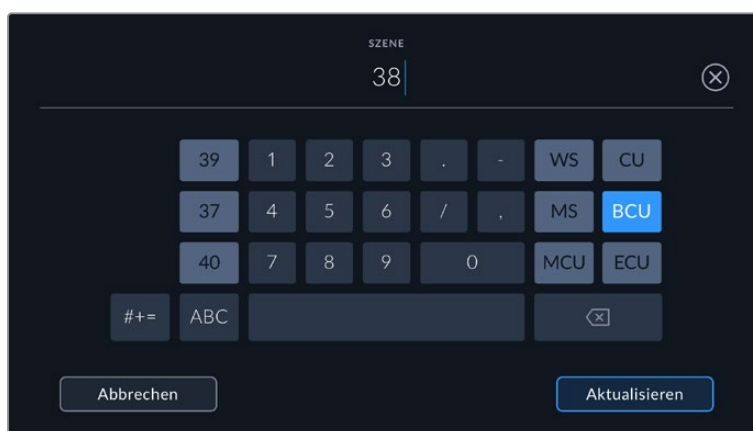 SZENE
38
39 1 2 3 . - WS CU
37 4 5 6 / , MS BCU
40 7 8 9 0 MCU ECU
#+= ABC
Abbrechen Aktualisieren